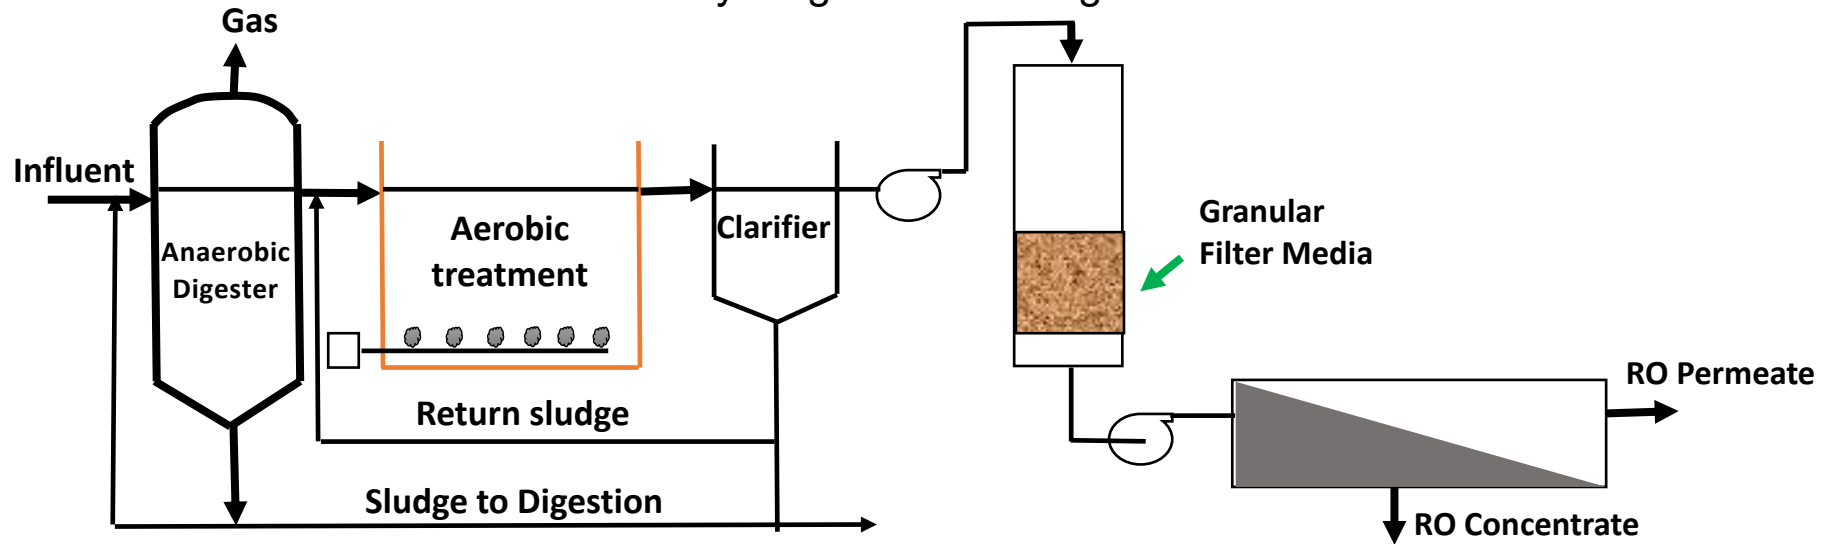 Gas
Influent
Anaerobic
Digester
Aerobic
treatment
Clarifier
Return sludge
Sludge to Digestion
Granular
Filter Media
RO Permeate
RO Concentrate